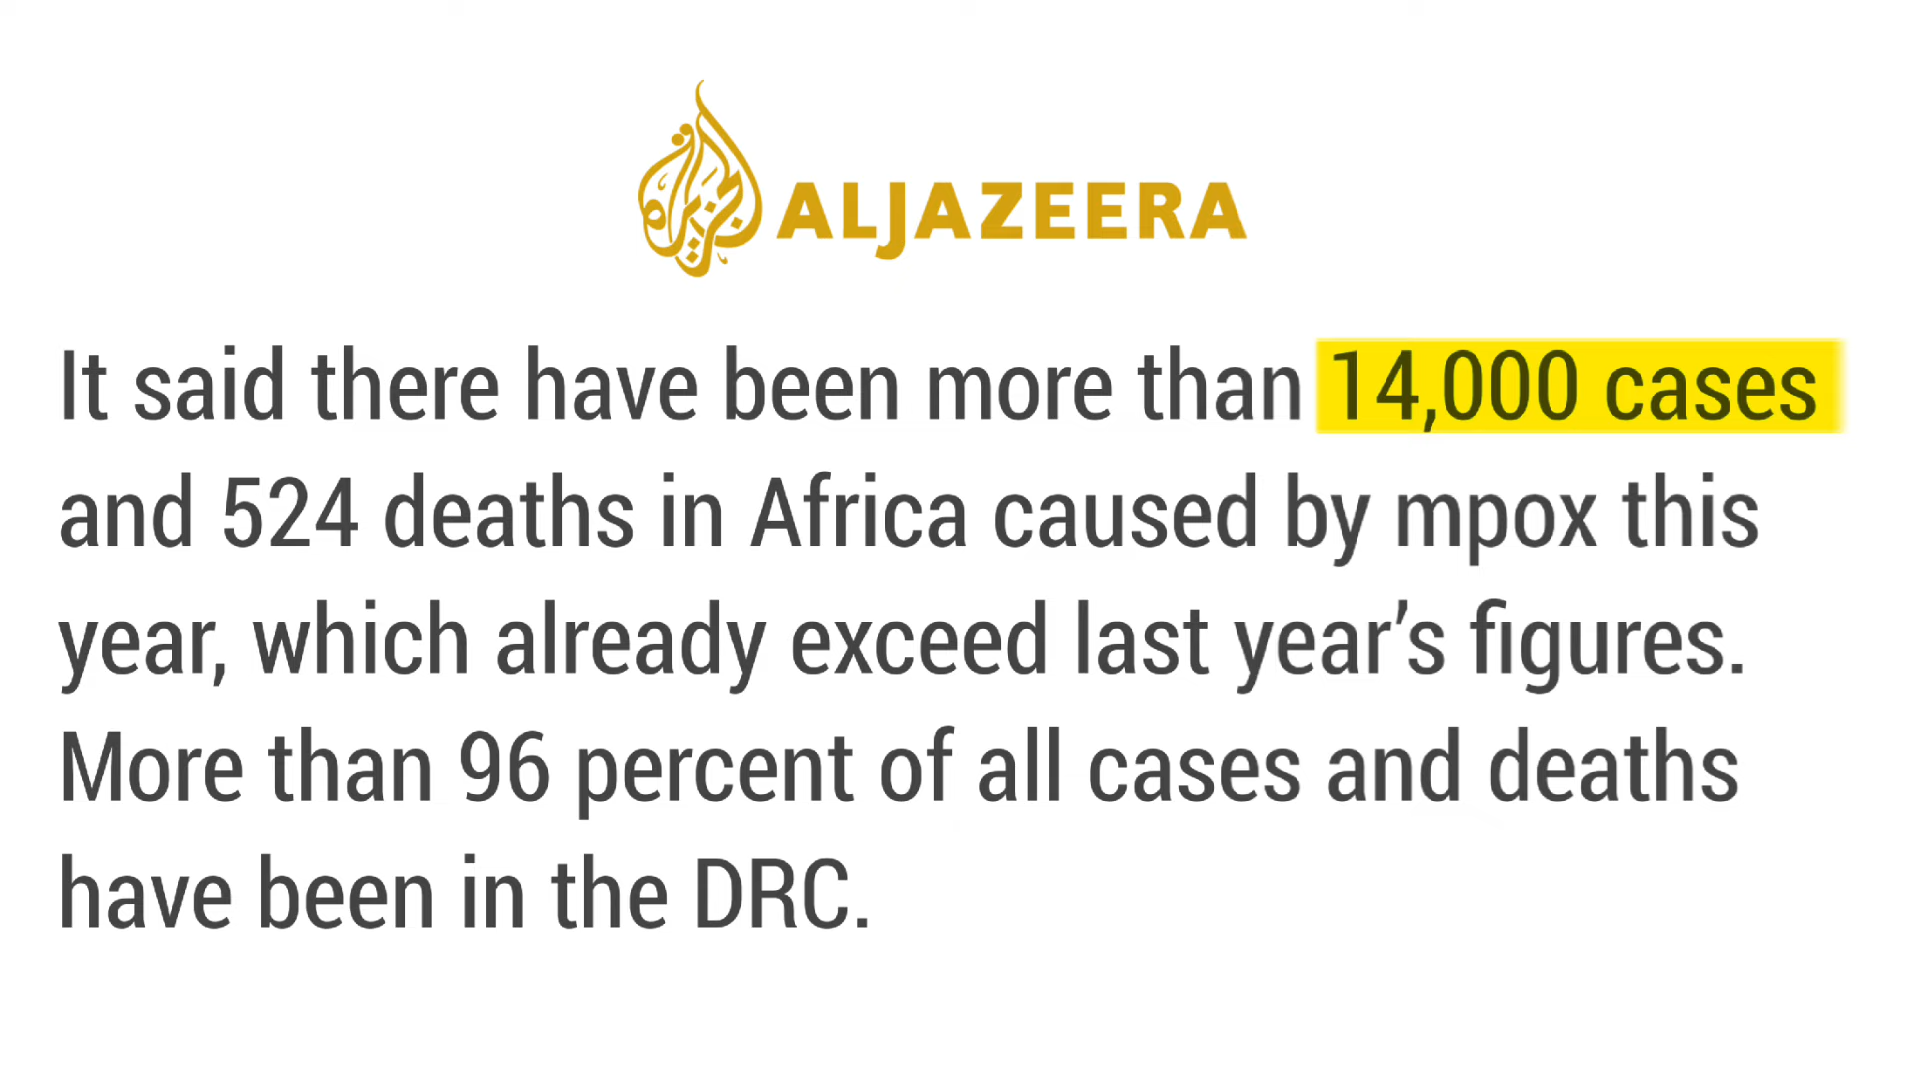 ALJAZEERA
It said there have been more than 14,000 cases
and 524 deaths in Africa caused by mpox this
year, which already exceed last year’s figures.
More than 96 percent of all cases and deaths
have been in the DRC.